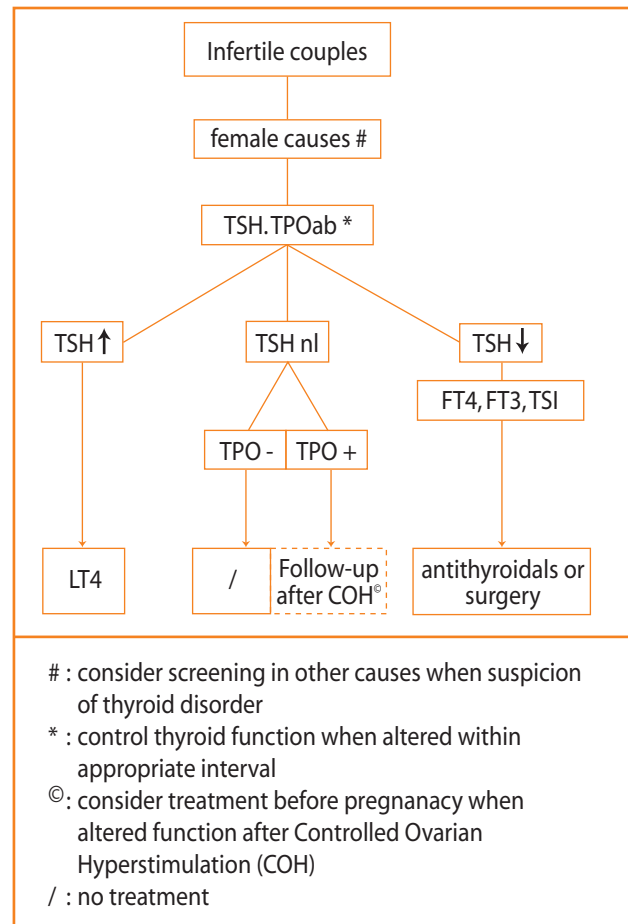 Infertile couples
female causes #
TSH.TPOab *
TSH ↑
TSH nl
TSH ↓
FT4, FT3, TSI
TPO -
TPO +
LT4
/
Follow-up
after COH©
antithyroidals or
surgery
# : consider screening in other causes when suspicion
of thyroid disorder
* : control thyroid function when altered within
appropriate interval
©: consider treatment before pregnanacy when
altered function after Controlled Ovarian
Hyperstimulation (COH)
/ : no treatment